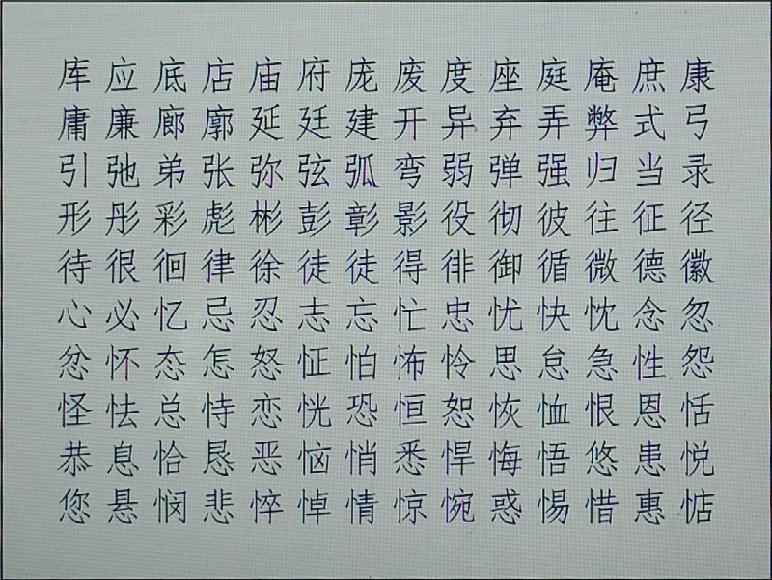 库应底店庙府庞废度座庭庵庶康
庸廉廊廓延廷建开异弃弄弊式弓
引弛弟张弥弦弧弯弱弹强归当录
形彤彩彪彬彭彰影役彻彼往征径
待很徊律徐徒徒得徘御循微德徽
心必忆忌忍志忘忙忠忧快忱念忽
忿怀态怎怒怔怕怖怜思怠急性怨
怪怯总恃恋恍恐恒恕恢恤恨恩恬
恭息恰恳恶恼悄悉悍悔悟悠患悦
您悬悯悲悴悼情惊惋惑惕惜惠惦